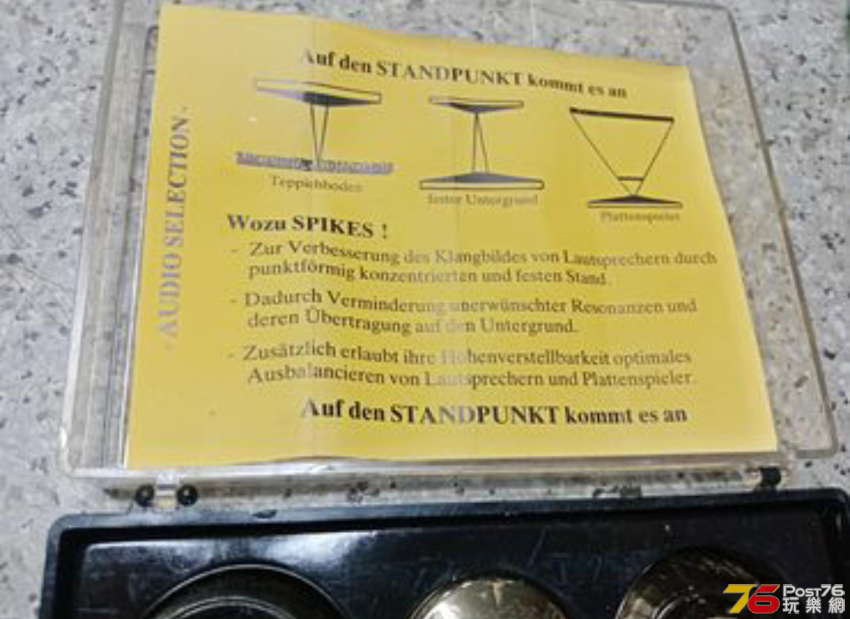 Auf den STANDPUNKT kommt es an
- AUDIO SELECTION -
Teppichboden
fester Untergrund
Plattenspieler
Wozu SPIKES !
- Zur Verbesserung des Klangbildes von Lautsprechern durch
punktförmig konzentrierten und festen Stand.
- Dadurch Verminderung unerwünschter Resonanzen und
deren Übertragung auf den Untergrund.
- Zusätzlich erlaubt ihre Höhenverstellbarkeit optimales
Ausbalancieren von Lautsprechern und Plattenspieler.
Auf den STANDPUNKT kommt es an
76 Post76
玩樂網